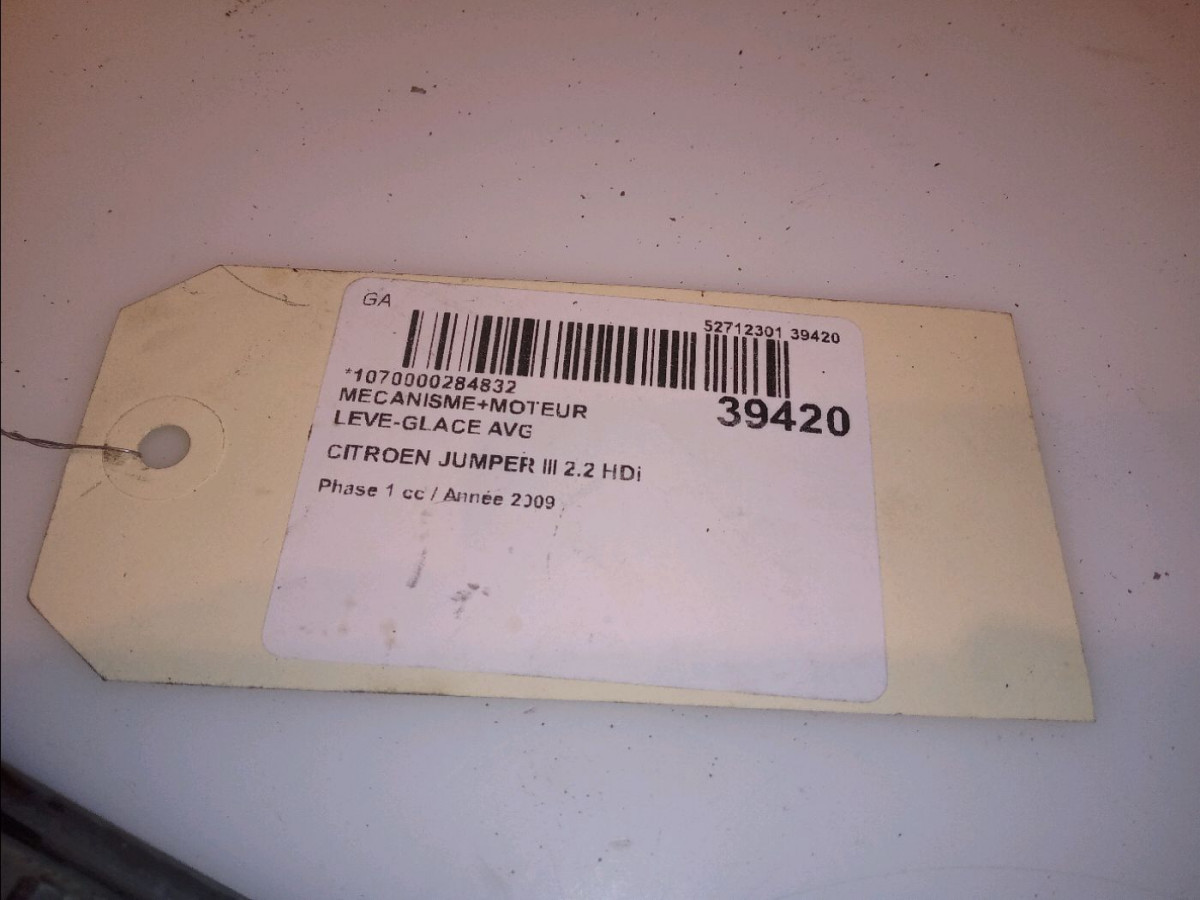 GA
52712301 39420
*1070000284832
39420
MECANISME+MOTEUR
LEVE-GLACE AVG
CITROEN JUMPER III 2.2 HDi
Phase 1 cc / Année 2009